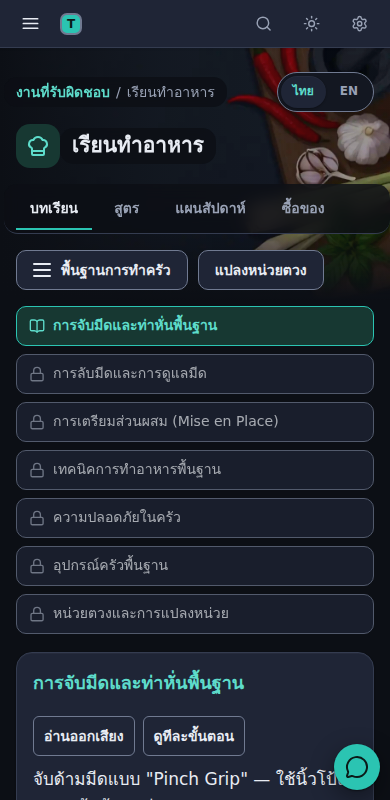 T
งานที่รับผิดชอบ / เรียนทำอาหาร
ไทย EN
เรียนทำอาหาร
บทเรียน สูตร แผนสัปดาห์ ซื้อของ
พื้นฐานการทำครัว แปลงหน่วยตวง
การจับมีดและท่าหั่นพื้นฐาน
การลับมีดและการดูแลมีด
การเตรียมส่วนผสม (Mise en Place)
เทคนิคการทำอาหารพื้นฐาน
ความปลอดภัยในครัว
อุปกรณ์ครัวพื้นฐาน
หน่วยตวงและการแปลงหน่วย
การจับมีดและท่าหั่นพื้นฐาน
อ่านออกเสียง ดูทีละขั้นตอน
จับด้ามมีดแบบ "Pinch Grip" — ใช้นิ้ว